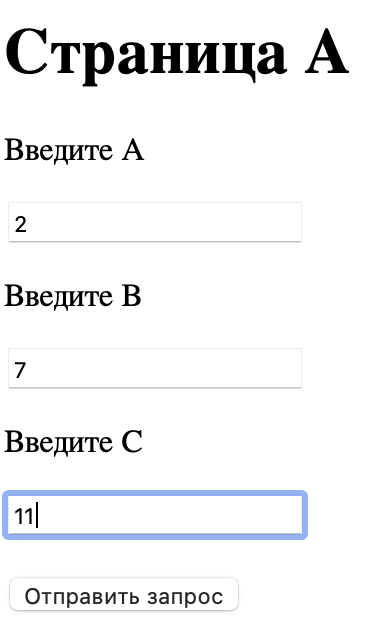 Страница A
Введите A
2
Введите B
7
Введите C
11
Отправить запрос